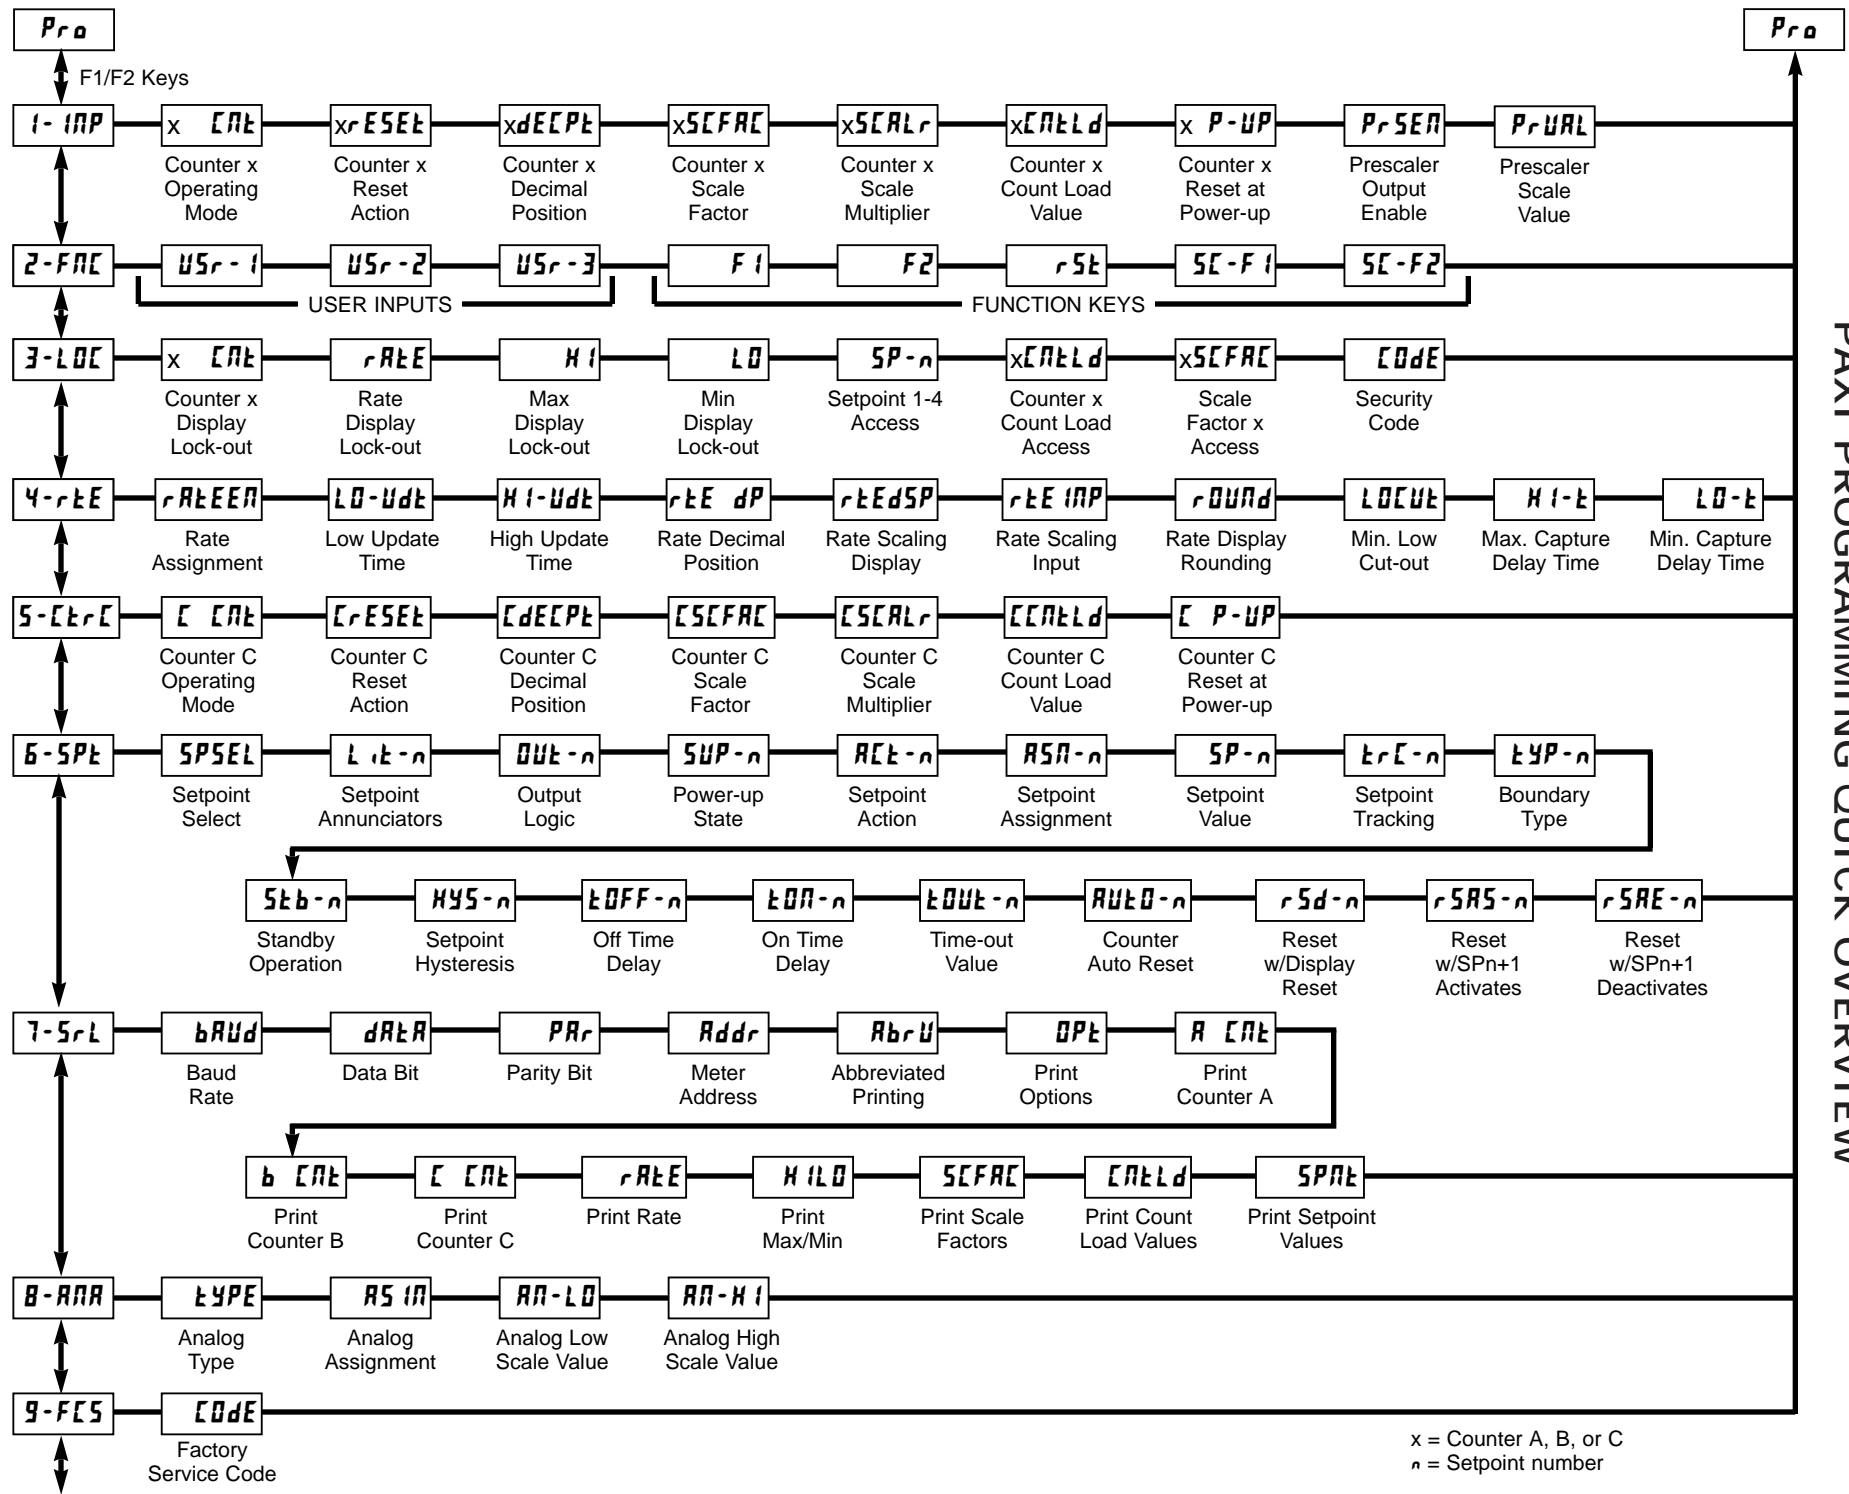 Pro
Pro
F1/F2 Keys
1-INP
x CNt
xrESEt
xdECPt
xSCFAC
xSCALr
xCNtLd
x P-UP
PrSEN
PrVAL
Counter x
Operating
Mode
Counter x
Reset
Action
Counter x
Decimal
Position
Counter x
Scale
Factor
Counter x
Scale
Multiplier
Counter x
Count Load
Value
Counter x
Reset at
Power-up
Prescaler
Output
Enable
Prescaler
Scale
Value
2-FNC
USr-1
USr-2
USr-3
F1
F2
rSt
SC-F1
SC-F2
USER INPUTS
FUNCTION KEYS
3-LOC
x CNt
rAtE
HI
LO
SP-n
xCNtLd
xSCFAC
COdE
Counter x
Display
Lock-out
Rate
Display
Lock-out
Max
Display
Lock-out
Min
Display
Lock-out
Setpoint 1-4
Access
Counter x
Count Load
Access
Scale
Factor x
Access
Security
Code
4-rtE
rAtEEN
LO-Udt
HI-Udt
rtE dP
rtEdSP
rtEINP
rOUNd
LOCUt
HI-t
LO-t
Rate
Assignment
Low Update
Time
High Update
Time
Rate Decimal
Position
Rate Scaling
Display
Rate Scaling
Input
Rate Display
Rounding
Min. Low
Cut-out
Max. Capture
Delay Time
Min. Capture
Delay Time
5-CtrC
C CNt
CrESEt
CdECPt
CSCFAC
CSCALr
CCNtLd
C P-UP
Counter C
Operating
Mode
Counter C
Reset
Action
Counter C
Decimal
Position
Counter C
Scale
Factor
Counter C
Scale
Multiplier
Counter C
Count Load
Value
Counter C
Reset at
Power-up
6-SPt
SPSEL
Lit-n
OUt-n
SUP-n
ACt-n
ASN-n
SP-n
trC-n
tYP-n
Setpoint
Select
Setpoint
Annunciators
Output
Logic
Power-up
State
Setpoint
Action
Setpoint
Assignment
Setpoint
Value
Setpoint
Tracking
Boundary
Type
Stb-n
HYS-n
tOFF-n
tON-n
tOUt-n
AUtO-n
rSd-n
rSAS-n
rSAE-n
Standby
Operation
Setpoint
Hysteresis
Off Time
Delay
On Time
Delay
Time-out
Value
Counter
Auto Reset
Reset
w/Display
Reset
Reset
w/SPn+1
Activates
Reset
w/SPn+1
Deactivates
7-SrL
bAUd
dAtA
PAr
Addr
AbrV
OPt
A CNt
Baud
Rate
Data Bit
Parity Bit
Meter
Address
Abbreviated
Printing
Print
Options
Print
Counter A
b CNt
C CNt
rAtE
HILO
SCFAC
CNtLd
SPNt
Print
Counter B
Print
Counter C
Print Rate
Print
Max/Min
Print Scale
Factors
Print Count
Load Values
Print Setpoint
Values
8-ANA
tYPE
ASIN
AN-LO
AN-HI
Analog
Type
Analog
Assignment
Analog Low
Scale Value
Analog High
Scale Value
9-FCS
COdE
Factory
Service Code
x = Counter A, B, or C
n = Setpoint number
PAXI PROGRAMMING QUICK OVERVIEW